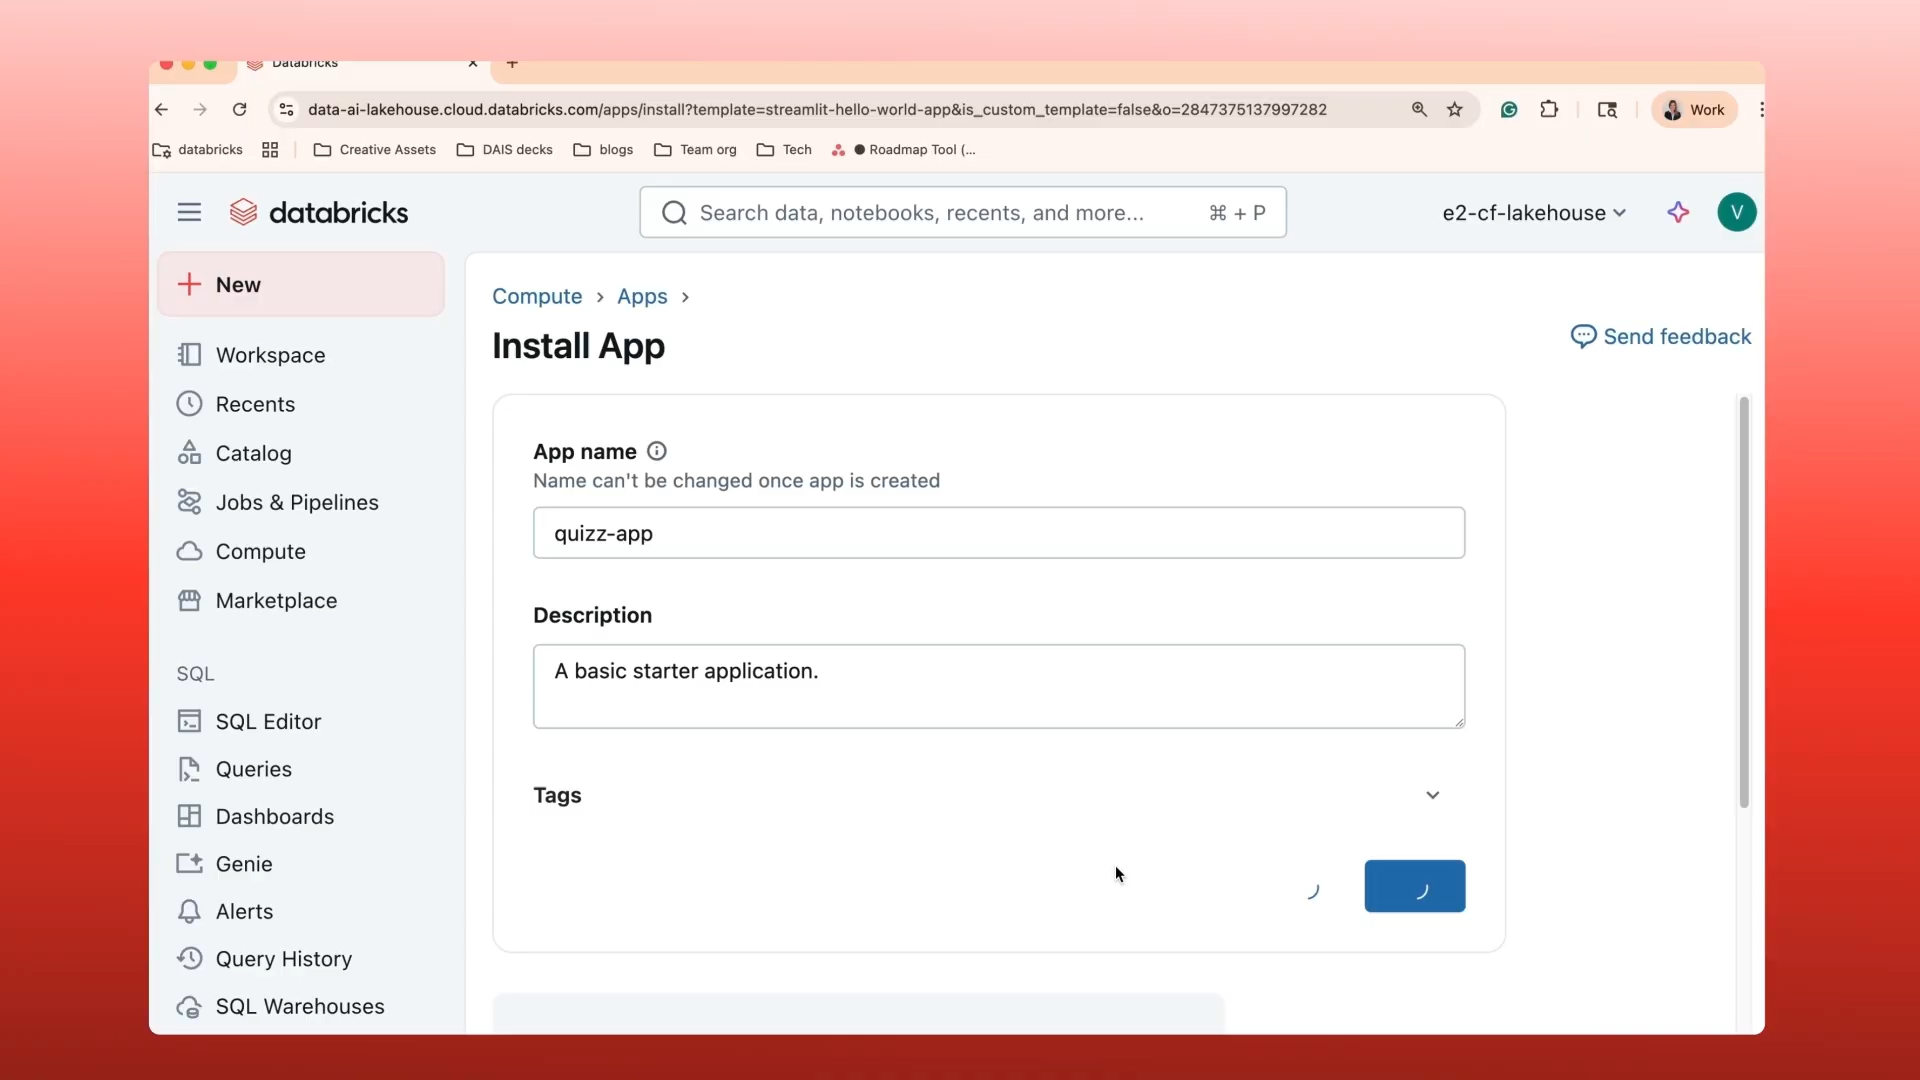 Databricks
data-ai-lakehouse.cloud.databricks.com/apps/install?template=streamlit-hello-world-app&is_custom_template=false&o=2847375137997282
Work
databricks
Creative Assets
DAIS decks
blogs
Team org
Tech
Roadmap Tool (...
databricks
Search data, notebooks, recents, and more...
⌘ + P
e2-cf-lakehouse
V
New
Workspace
Recents
Catalog
Jobs & Pipelines
Compute
Marketplace
SQL
SQL Editor
Queries
Dashboards
Genie
Alerts
Query History
SQL Warehouses
Compute › Apps ›
Install App
Send feedback
App name
Name can't be changed once app is created
quizz-app
Description
A basic starter application.
Tags